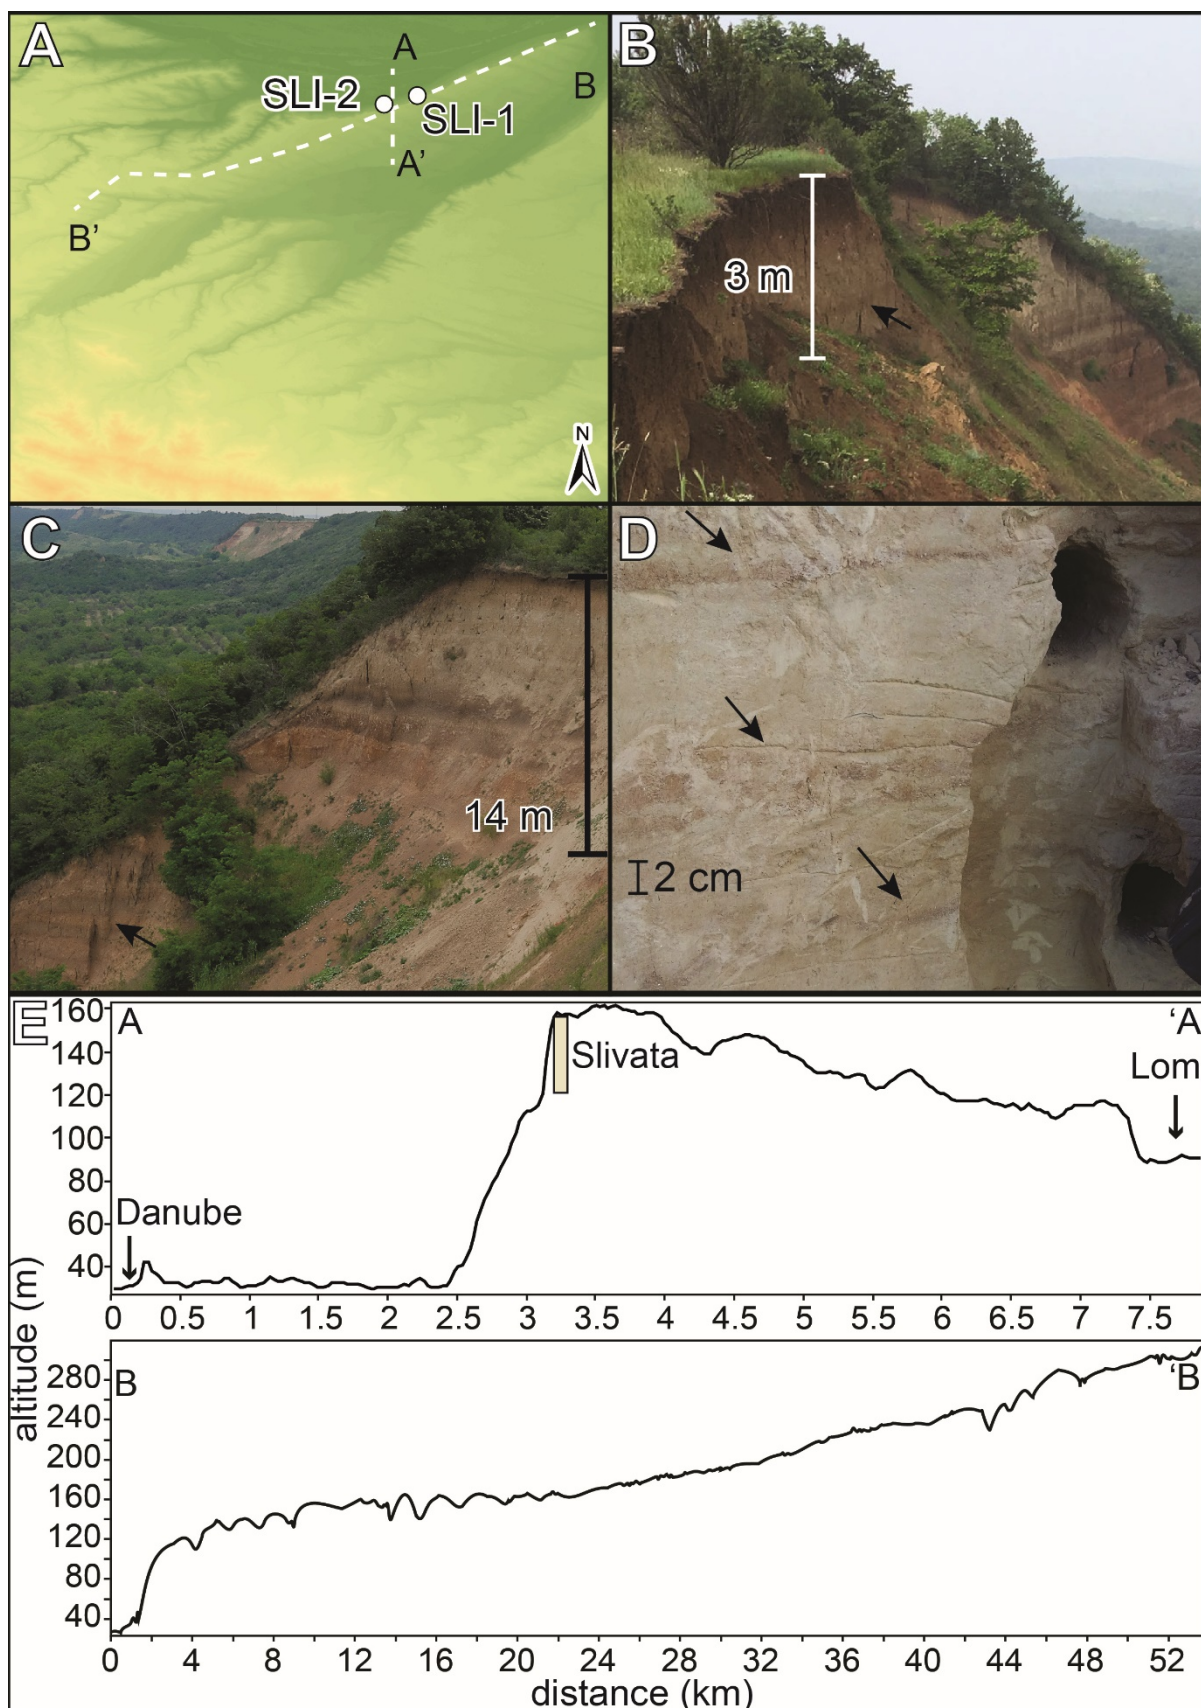 A
A
B
SLI-2
SLI-1
A'
B'
N
B
3 m
C
14 m
D
2 cm
E
A
'A
160
140
120
100
80
60
40
Slivata
Lom
Danube
0 0.5 1 1.5 2 2.5 3 3.5 4 4.5 5 5.5 6 6.5 7 7.5
altitude (m)
B
'B
280
240
200
160
120
80
40
0 4 8 12 16 22 24 28 32 36 40 44 48 52
distance (km)